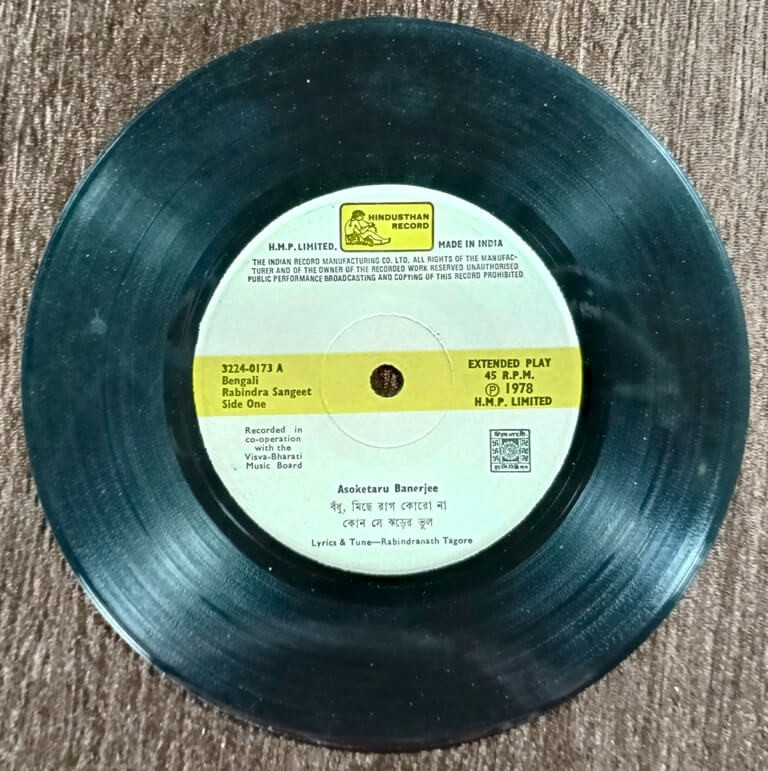 HINDUSTHAN
RECORD
H.M.P. LIMITED. MADE IN INDIA
THE INDIAN RECORD MANUFACTURING CO. LTD. ALL RIGHTS OF THE MANUFAC-
TURER AND OF THE OWNER OF THE RECORDED WORK RESERVED UNAUTHORISED
PUBLIC PERFORMANCE BROADCASTING AND COPYING OF THIS RECORD PROHIBITED
3224-0173 A
Bengali
Rabindra Sangeet
Side One
EXTENDED PLAY
45 R.P.M.
Ⓟ 1978
H.M.P. LIMITED
Recorded in
co-operation
with the
Visva-Bharati
Music Board
Asoketaru Banerjee
বঁধু, মিছে রাগ কোরো না
কোন সে ঝড়ের ভুল
Lyrics & Tune—Rabindranath Tagore